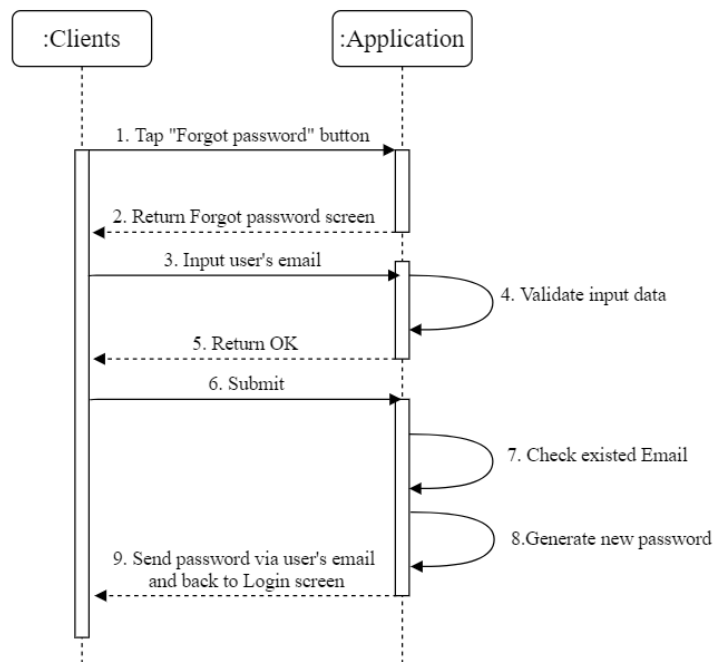 :Clients
:Application
1. Tap "Forgot password" button
2. Return Forgot password screen
3. Input user's email
4. Validate input data
5. Return OK
6. Submit
7. Check existed Email
8.Generate new password
9. Send password via user's email
and back to Login screen